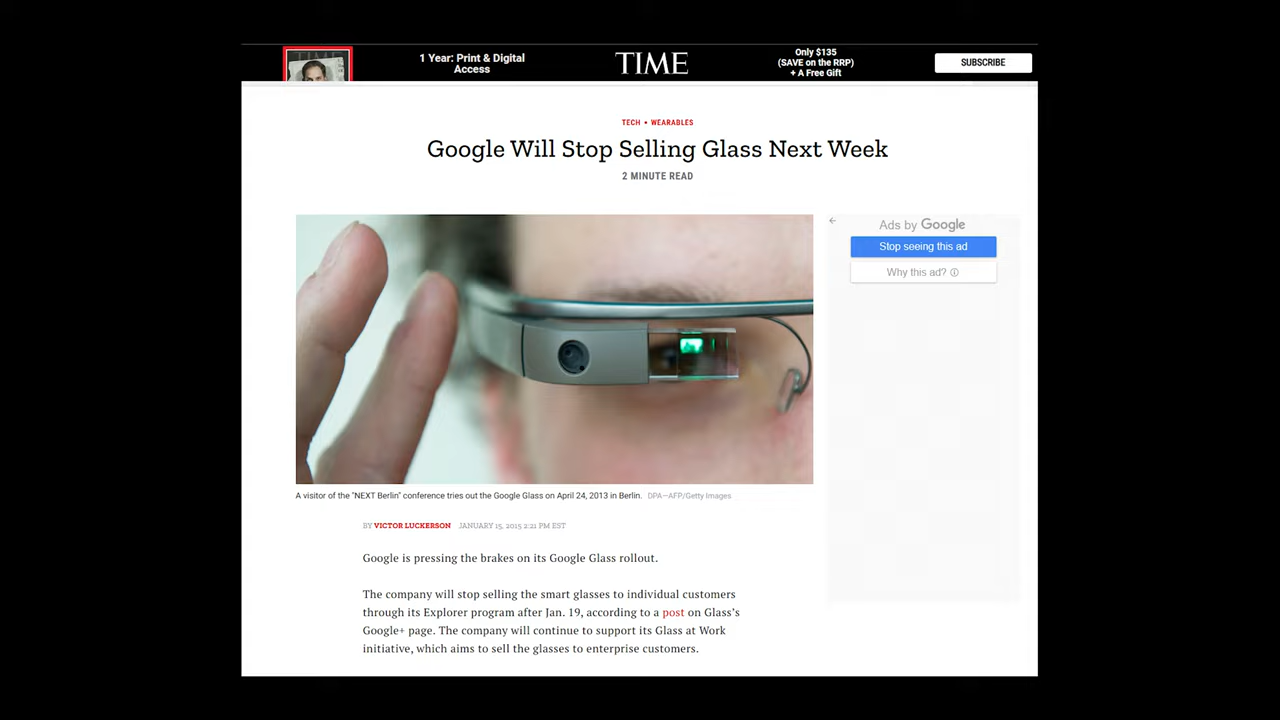 1 Year: Print & Digital
Access
TIME
Only $135
(SAVE on the RRP)
+ A Free Gift
SUBSCRIBE
TECH • WEARABLES
Google Will Stop Selling Glass Next Week
2 MINUTE READ
Ads by Google
Stop seeing this ad
Why this ad?
A visitor of the "NEXT Berlin" conference tries out the Google Glass on April 24, 2013 in Berlin. DPA—AFP/Getty Images
BY VICTOR LUCKERSON JANUARY 15, 2015 2:21 PM EST
Google is pressing the brakes on its Google Glass rollout.
The company will stop selling the smart glasses to individual customers
through its Explorer program after Jan. 19, according to a post on Glass's
Google+ page. The company will continue to support its Glass at Work
initiative, which aims to sell the glasses to enterprise customers.